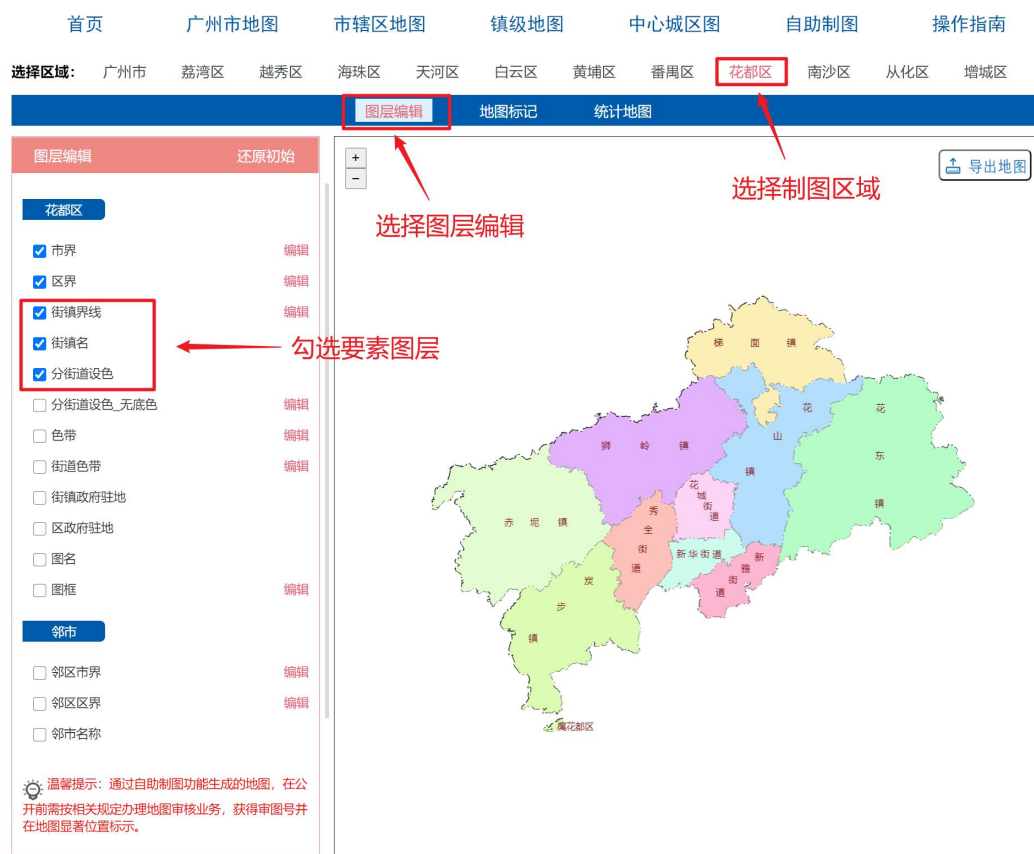 首页 广州市地图 市辖区地图 镇级地图 中心城区图 自助制图 操作指南
选择区域： 广州市 荔湾区 越秀区 海珠区 天河区 白云区 黄埔区 番禺区 花都区 南沙区 从化区 增城区
图层编辑 地图标记 统计地图
图层编辑 还原初始
+
−
导出地图
选择制图区域
选择图层编辑
花都区
市界 编辑
区界 编辑
街镇界线 编辑
街镇名
分街道设色
勾选要素图层
分街道设色_无底色 编辑
色带 编辑
街道色带 编辑
街镇政府驻地
区政府驻地
图名
图框 编辑
邻市
邻区市界 编辑
邻区区界 编辑
邻市名称
温馨提示：通过自助制图功能生成的地图，在公
开前需按相关规定办理地图审核业务，获得审图号并
在地图显著位置标示。
梯面镇
花山镇
花东镇
狮岭镇
花城街道
秀全街道
赤坭镇
新华街道
新雅街道
炭步镇
属花都区